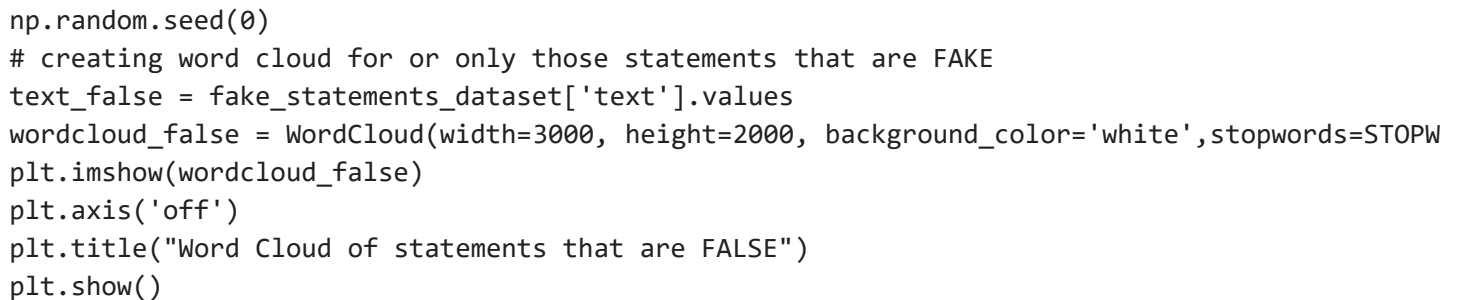 np.random.seed(0)
# creating word cloud for or only those statements that are FAKE
text_false = fake_statements_dataset['text'].values
wordcloud_false = WordCloud(width=3000, height=2000, background_color='white',stopwords=STOPW
plt.imshow(wordcloud_false)
plt.axis('off')
plt.title("Word Cloud of statements that are FALSE")
plt.show()